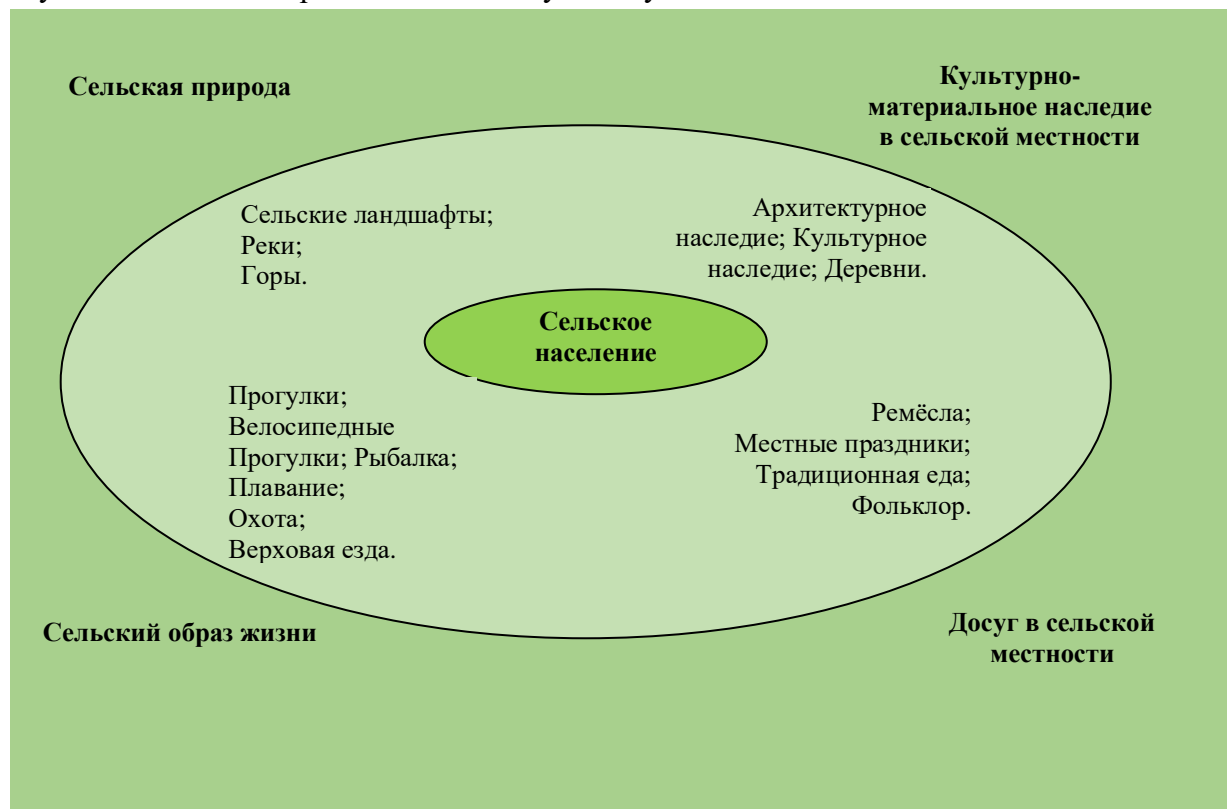 Сельская природа
Культурно-
материальное наследие
в сельской местности
Сельские ландшафты;
Реки;
Горы.
Архитектурное
наследие; Культурное
наследие; Деревни.
Сельское
население
Прогулки;
Велосипедные
Прогулки; Рыбалка;
Плавание;
Охота;
Верховая езда.
Ремёсла;
Местные праздники;
Традиционная еда;
Фольклор.
Сельский образ жизни
Досуг в сельской
местности